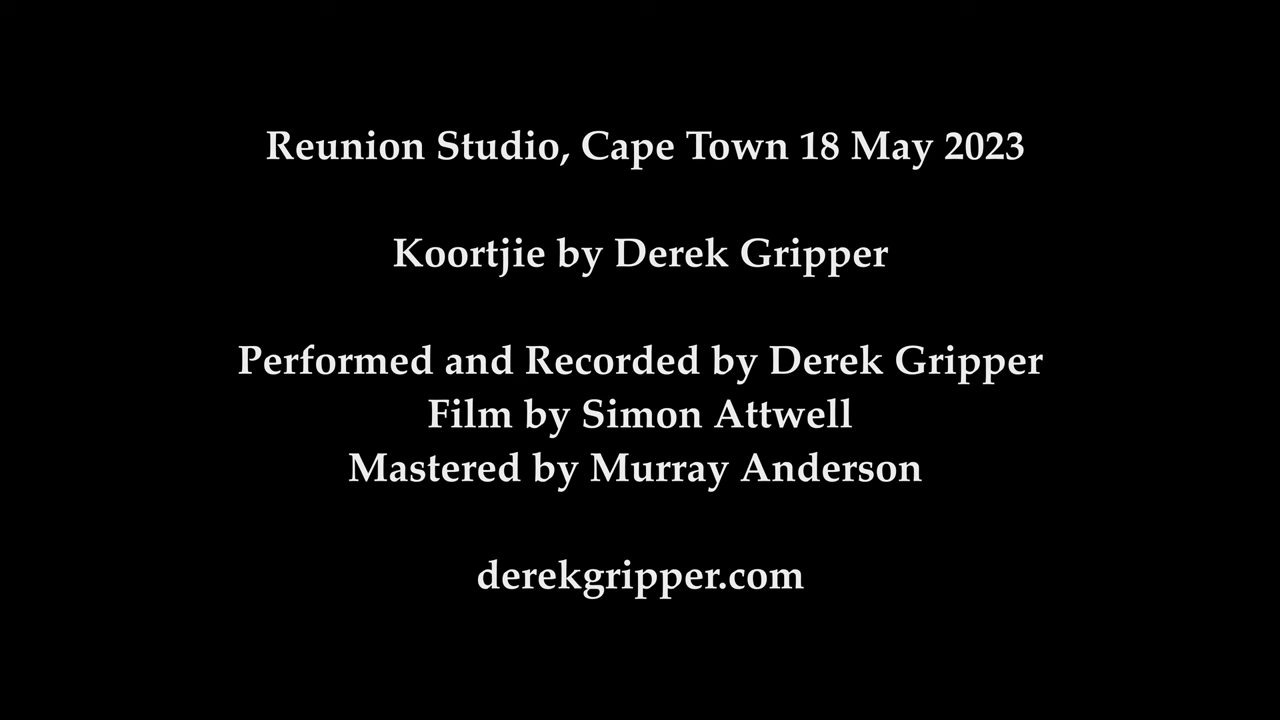 Reunion Studio, Cape Town 18 May 2023
Koortjie by Derek Gripper
Performed and Recorded by Derek Gripper
Film by Simon Attwell
Mastered by Murray Anderson
derekgripper.com